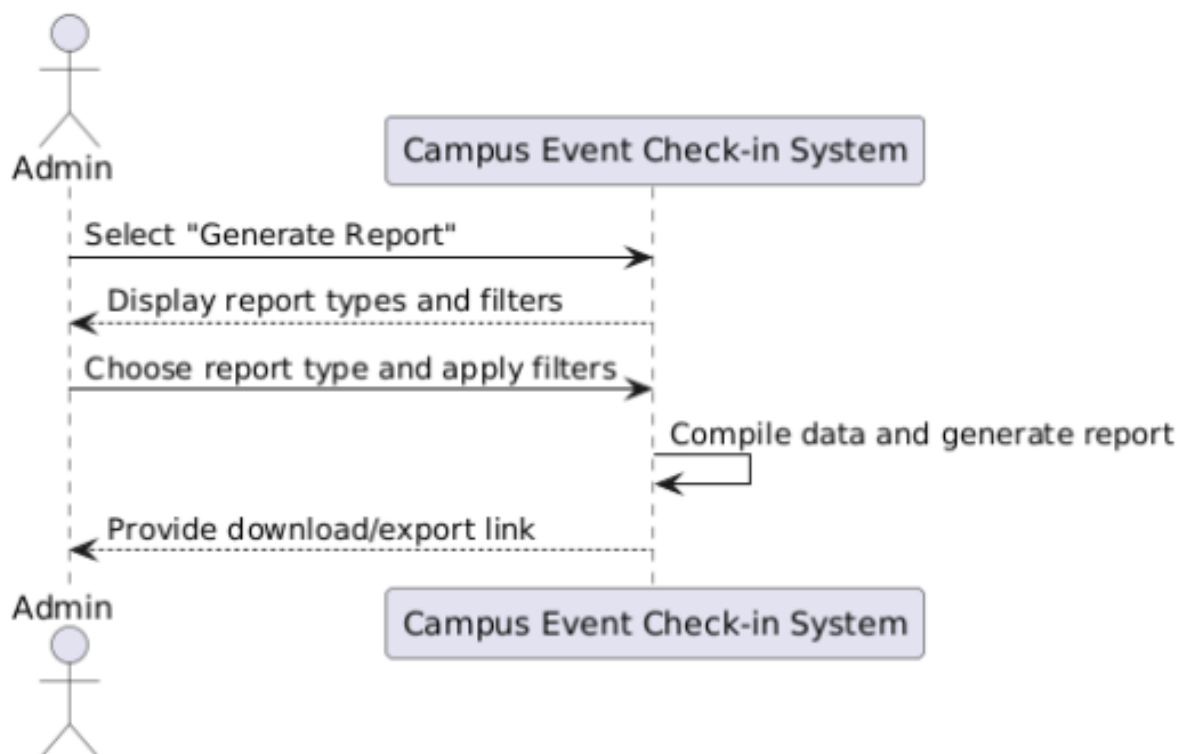 Admin
Campus Event Check-in System
Select "Generate Report"
Display report types and filters
Choose report type and apply filters
Compile data and generate report
Provide download/export link
Admin
Campus Event Check-in System